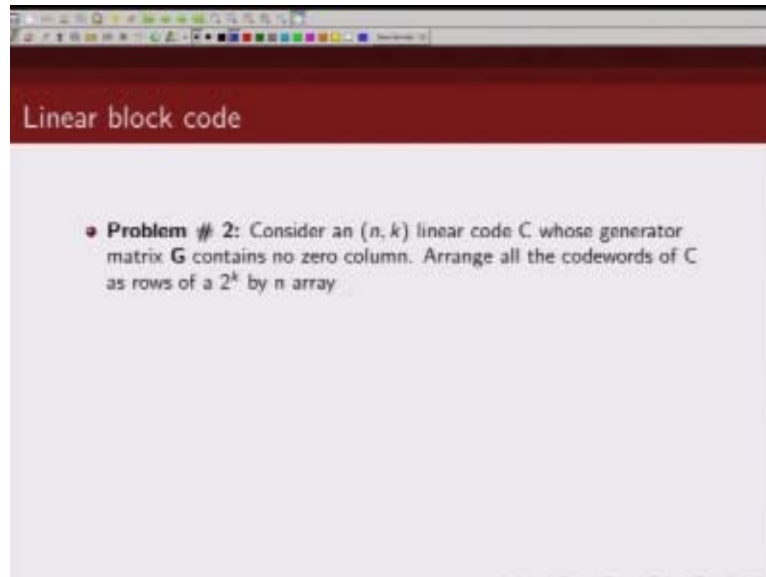 Linear block code
Problem # 2: Consider an (n, k) linear code C whose generator
matrix G contains no zero column. Arrange all the codewords of C
as rows of a 2^k by n array